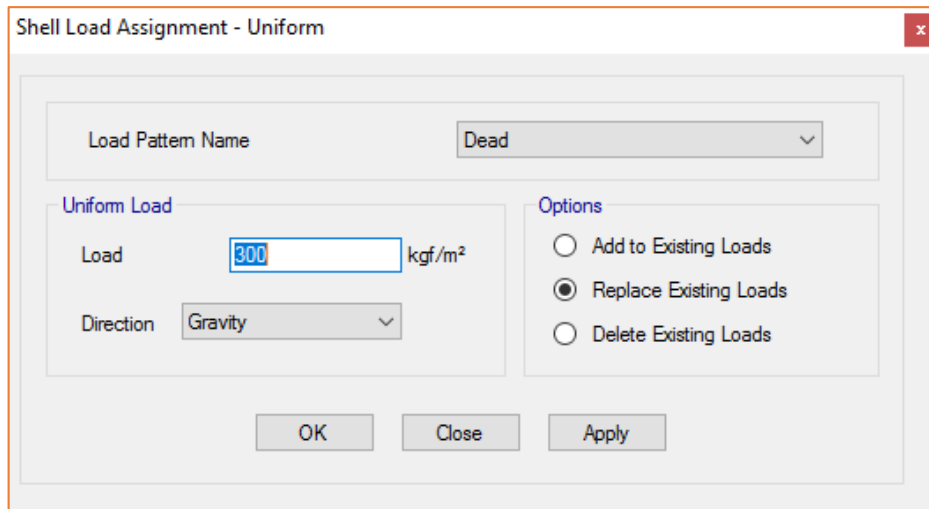 Shell Load Assignment - Uniform
x
Load Pattern Name
Dead
Uniform Load
Load
300
kgf/m²
Direction
Gravity
Options
Add to Existing Loads
Replace Existing Loads
Delete Existing Loads
OK
Close
Apply